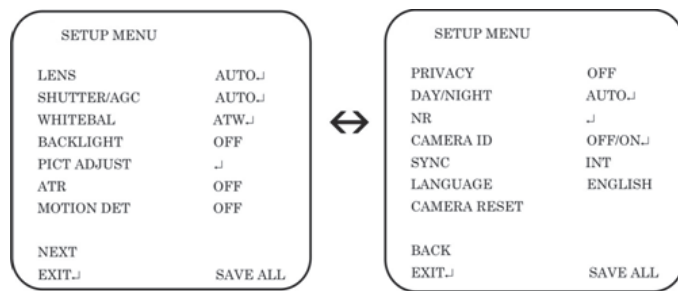 SETUP MENU
LENS AUTO↵
SHUTTER/AGC AUTO↵
WHITEBAL ATW↵
BACKLIGHT OFF
PICT ADJUST ↵
ATR OFF
MOTION DET OFF
NEXT
EXIT↵ SAVE ALL
SETUP MENU
PRIVACY OFF
DAY/NIGHT AUTO↵
NR ↵
CAMERA ID OFF/ON↵
SYNC INT
LANGUAGE ENGLISH
CAMERA RESET
BACK
EXIT↵ SAVE ALL